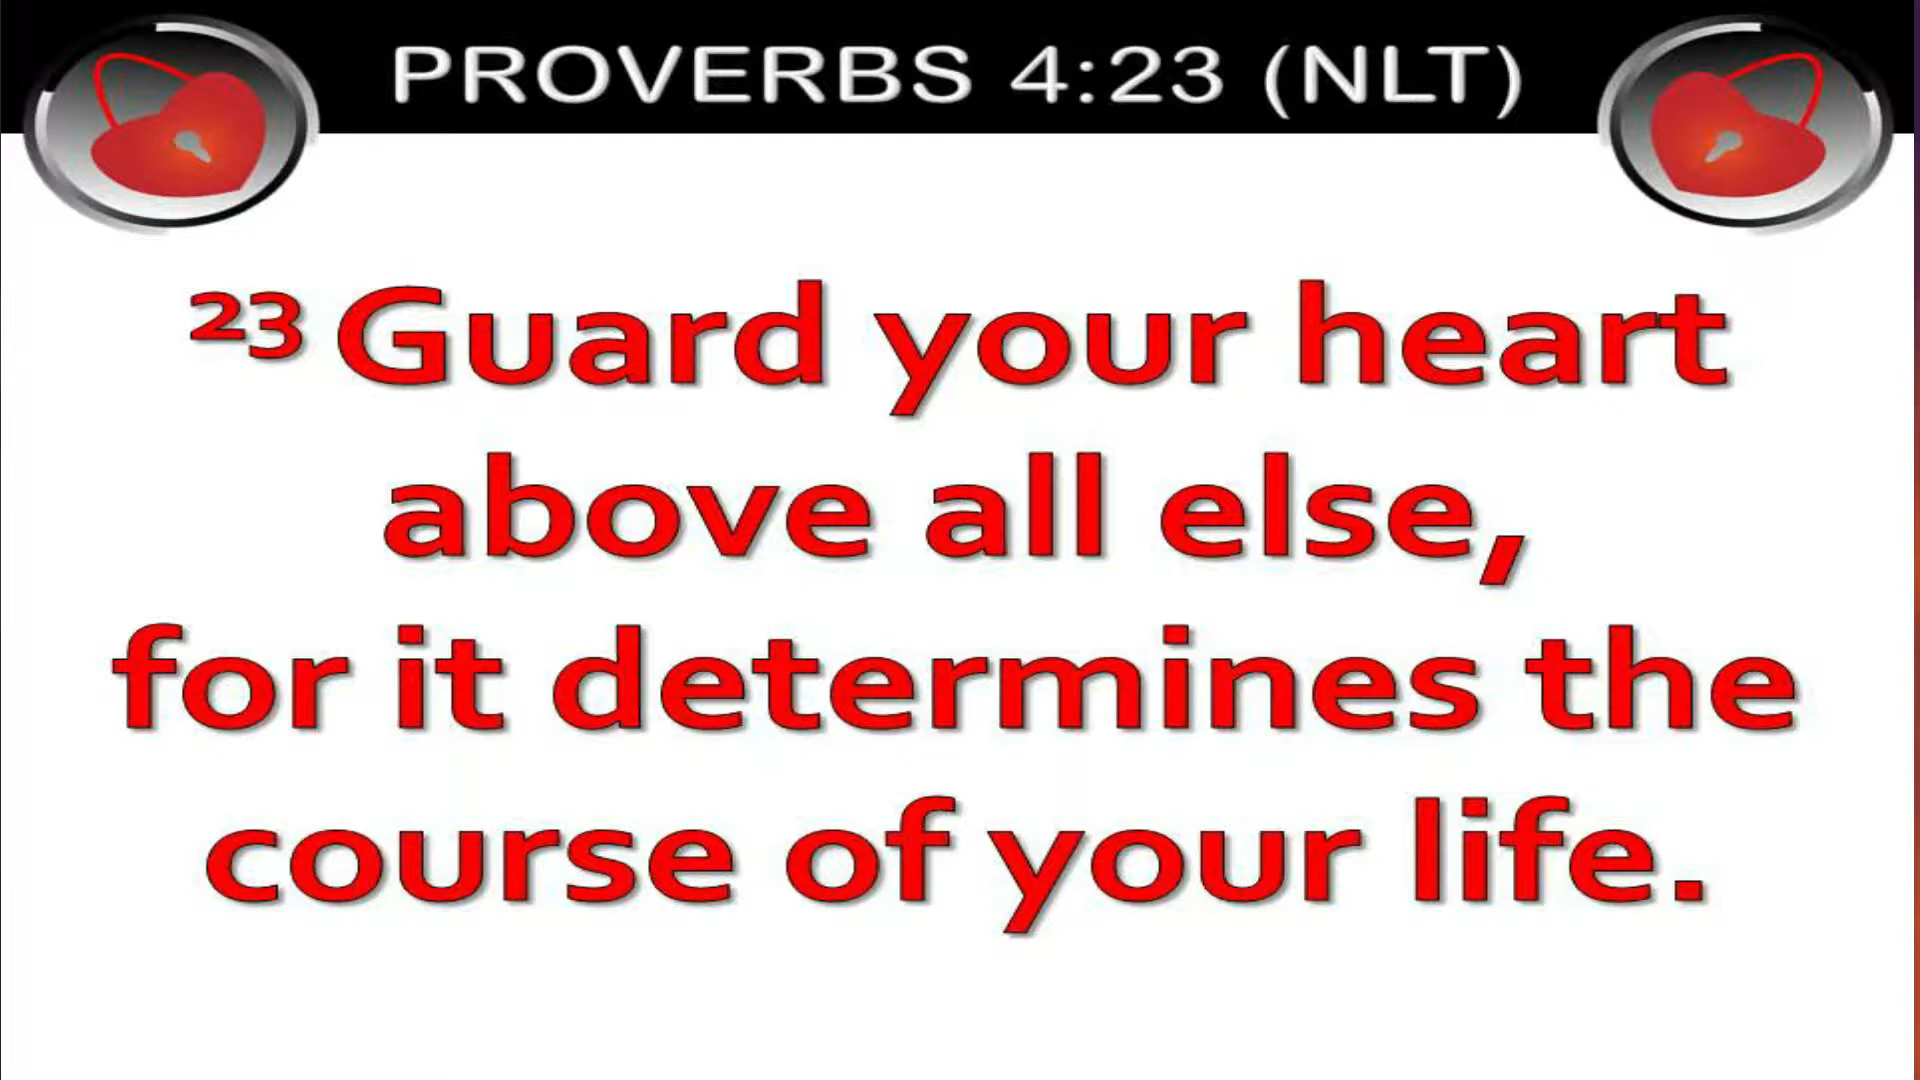 PROVERBS 4:23 (NLT)
23 Guard your heart
above all else,
for it determines the
course of your life.